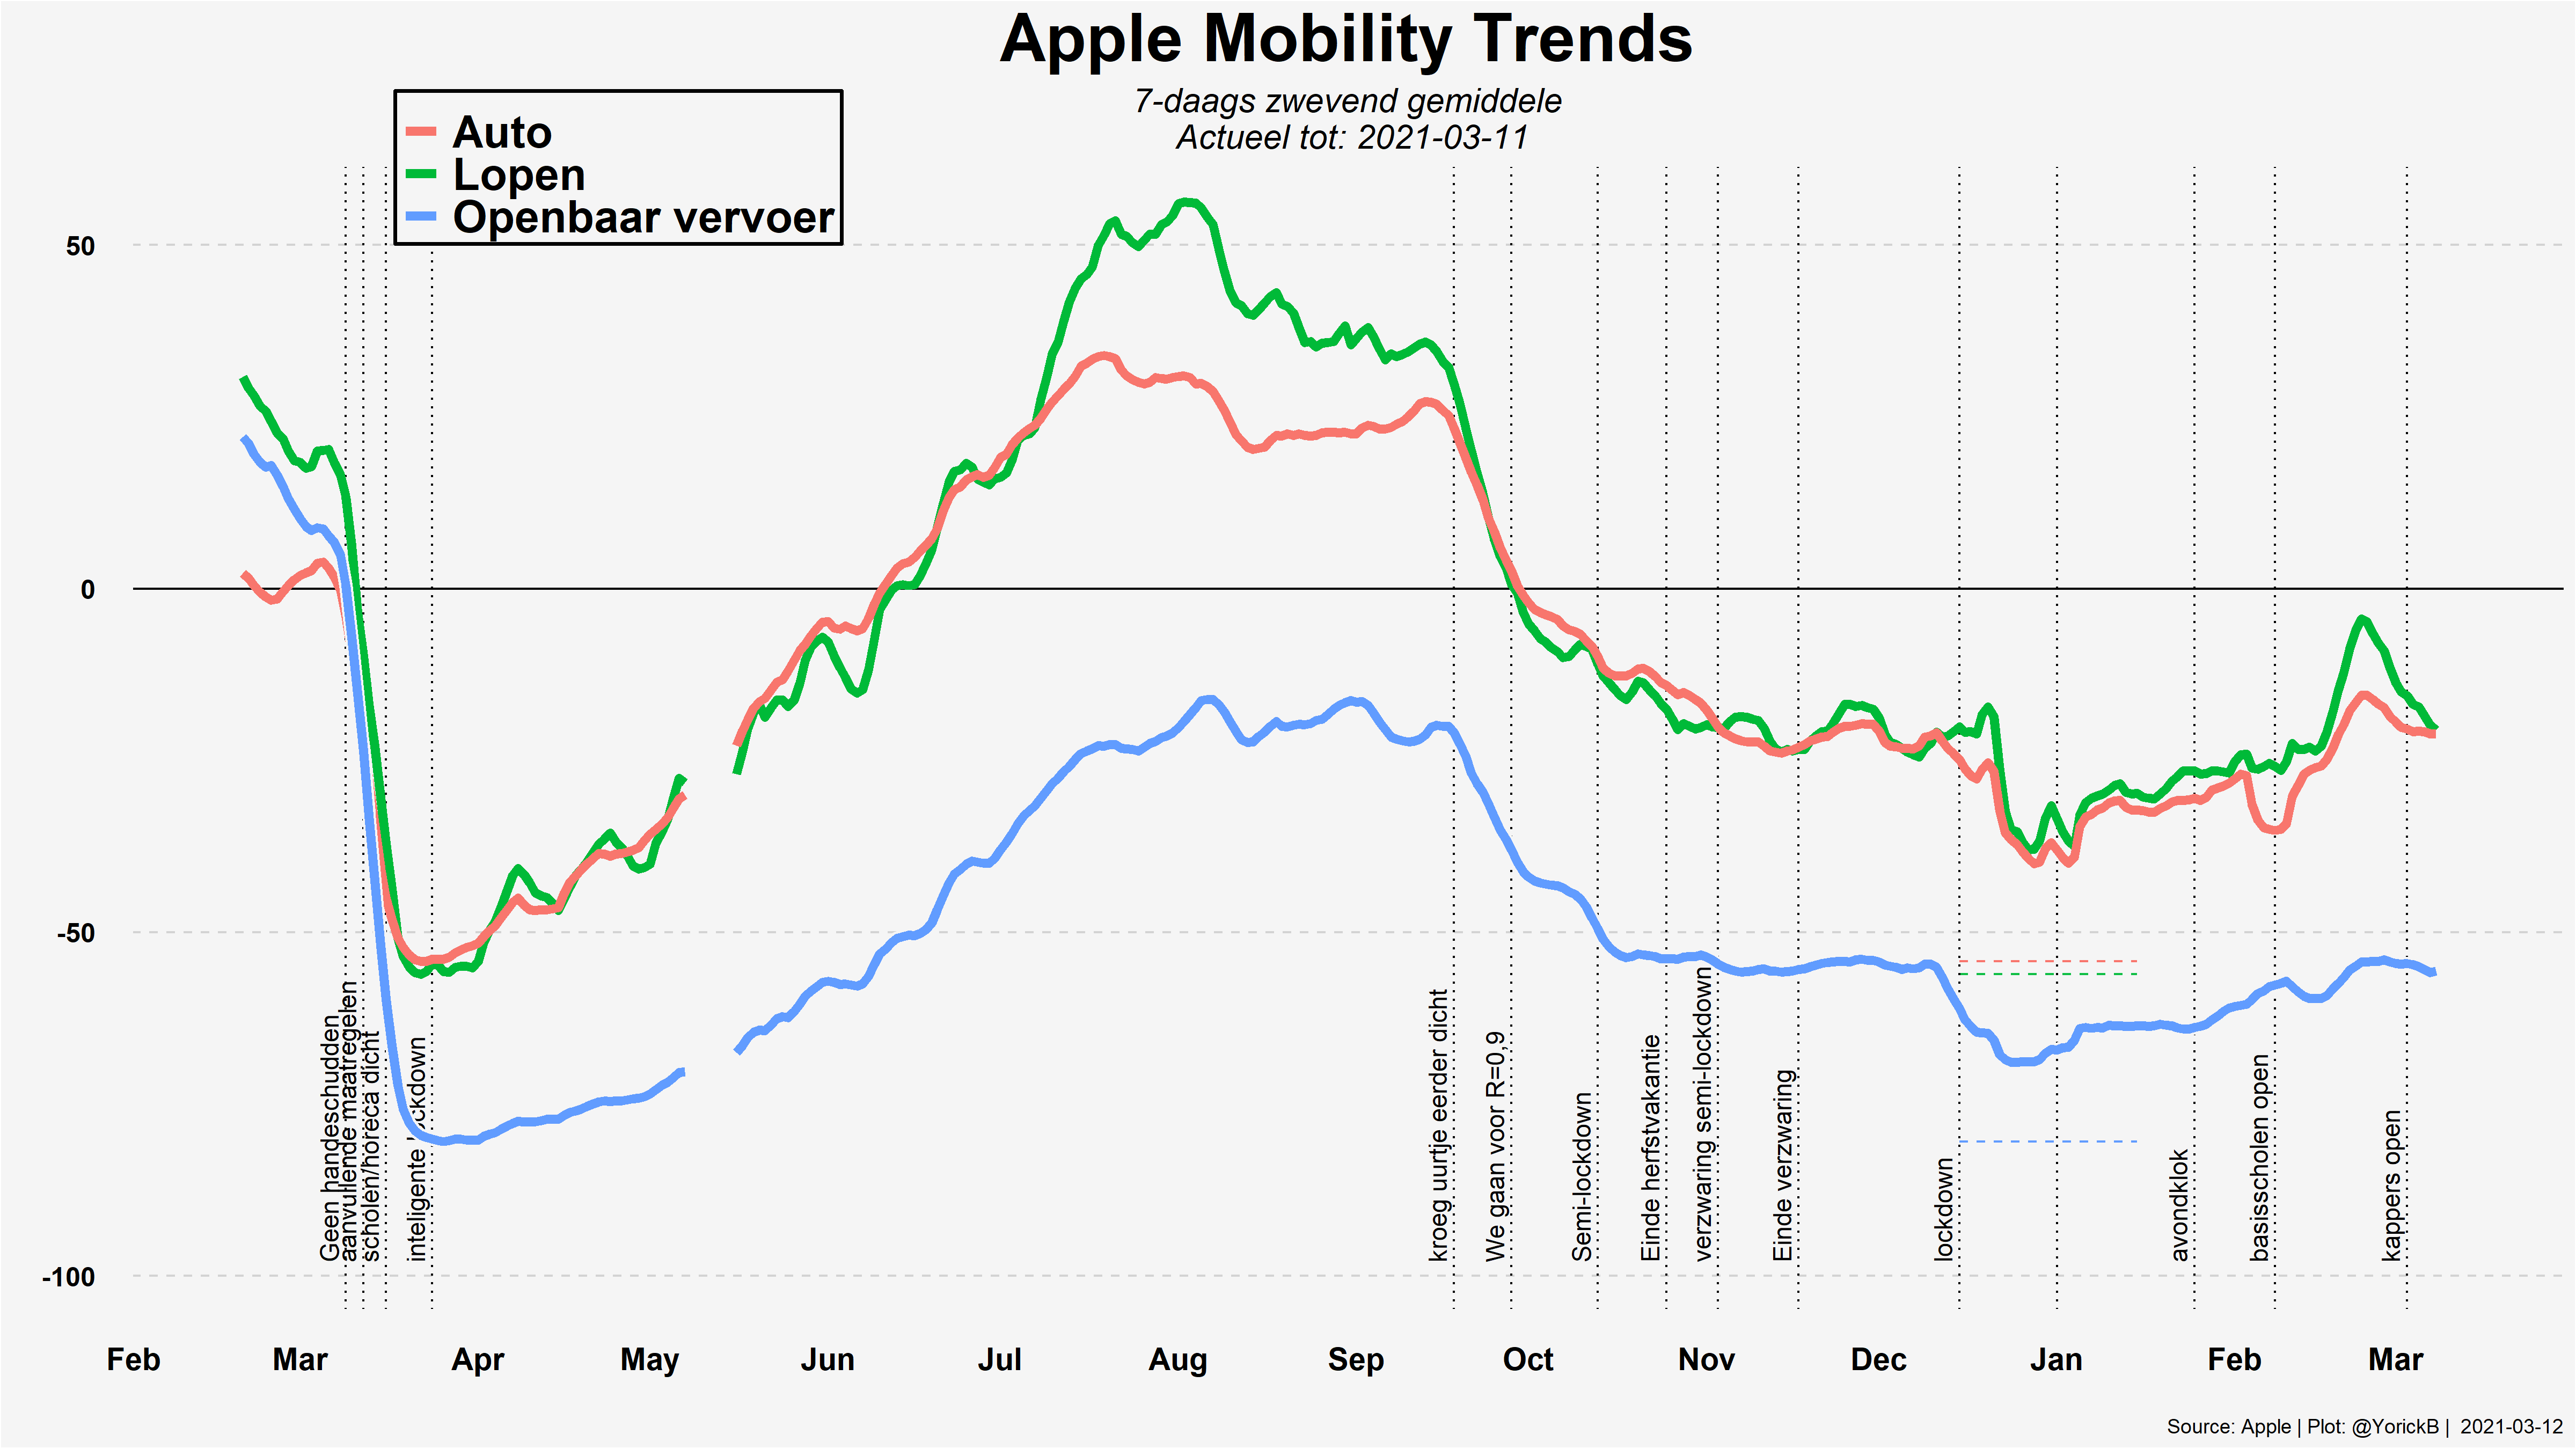 Apple Mobility Trends
7-daags zwevend gemiddele
Actueel tot: 2021-03-11
Auto
Lopen
Openbaar vervoer
50
0
-50
-100
Geen handeschudden
aanvullende maatregelen
scholen/horeca dicht
inteligente lockdown
kroeg uurtje eerder dicht
We gaan voor R=0,9
Semi-lockdown
Einde herfstvakantie
verzwaring semi-lockdown
Einde verzwaring
lockdown
avondklok
basisscholen open
kappers open
Feb Mar Apr May Jun Jul Aug Sep Oct Nov Dec Jan Feb Mar
Source: Apple | Plot: @YorickB | 2021-03-12